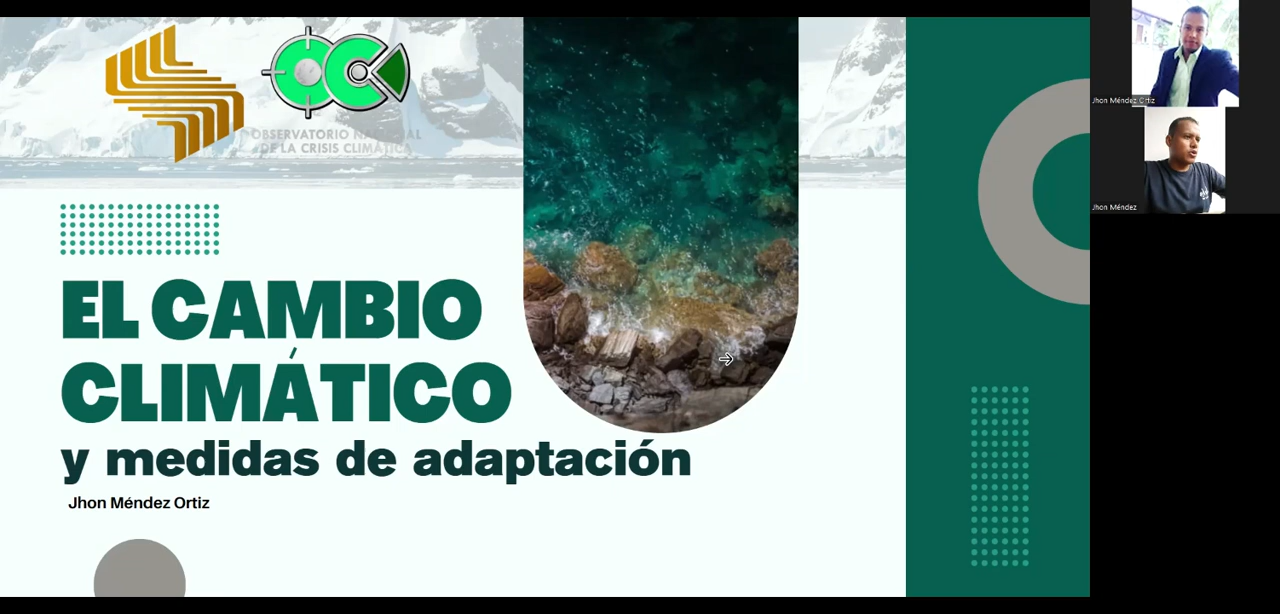 OBSERVATORIO NACIONAL
DE LA CRISIS CLIMÁTICA
EL CAMBIO
CLIMÁTICO
y medidas de adaptación
Jhon Méndez Ortiz
Jhon Méndez Ortiz
Jhon Méndez